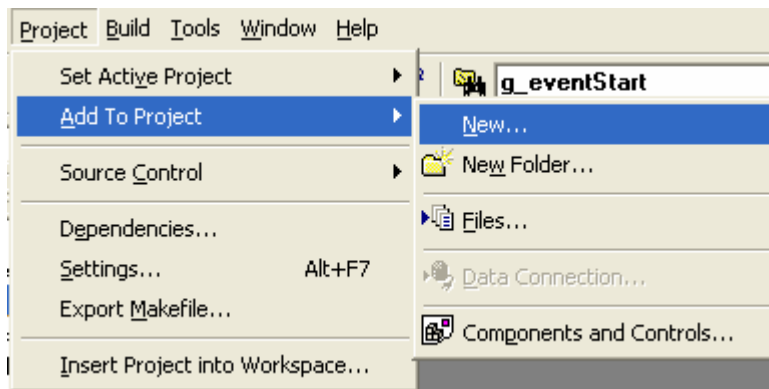 Project Build Tools Window Help
Set Active Project
g_eventStart
Add To Project
New...
New Folder...
Source Control
Files...
Dependencies...
Settings... Alt+F7
Data Connection...
Export Makefile...
Components and Controls...
Insert Project into Workspace...